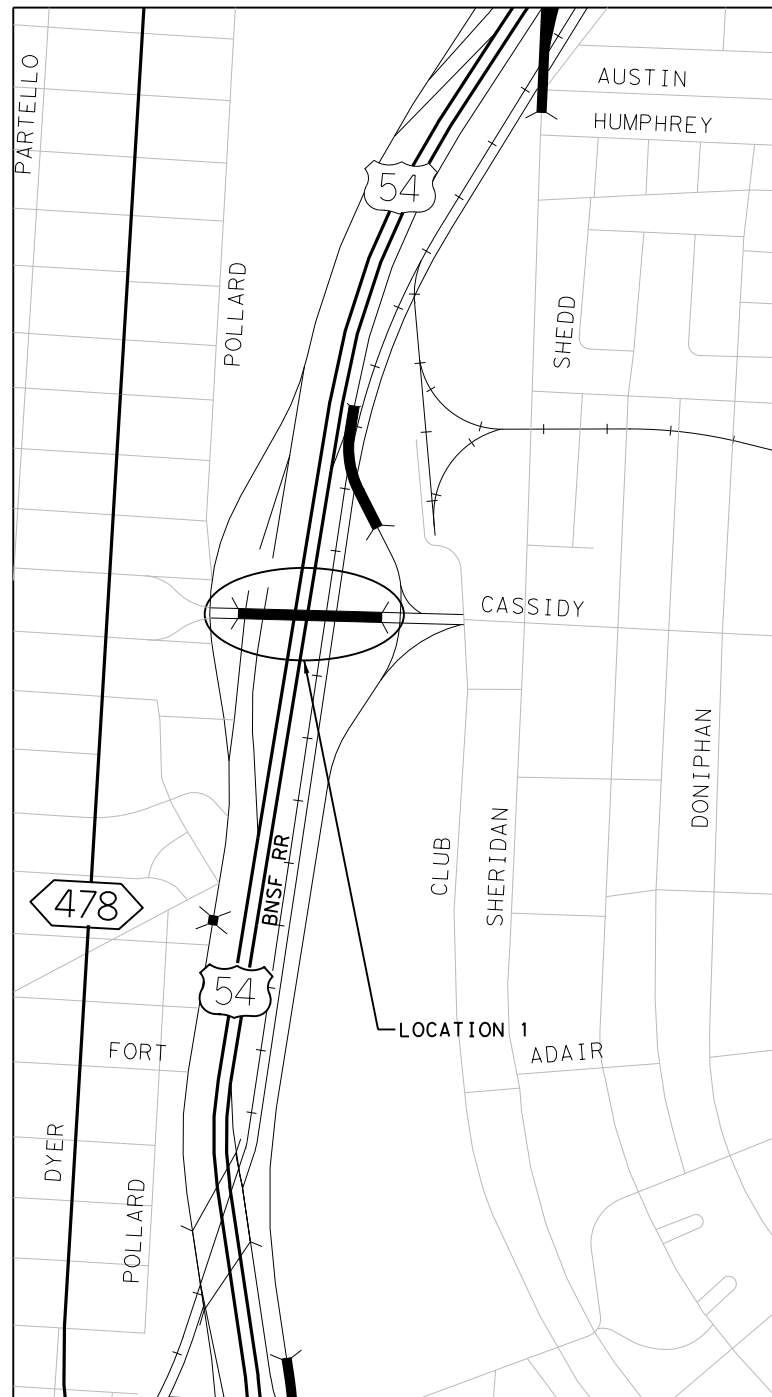 PARTELLO
AUSTIN
HUMPHREY
54
POLLARD
SHEDD
CASSIDY
DONIPHAN
CLUB
SHERIDAN
BNSF RR
478
54
LOCATION 1
FORT
ADAIR
DYER
POLLARD